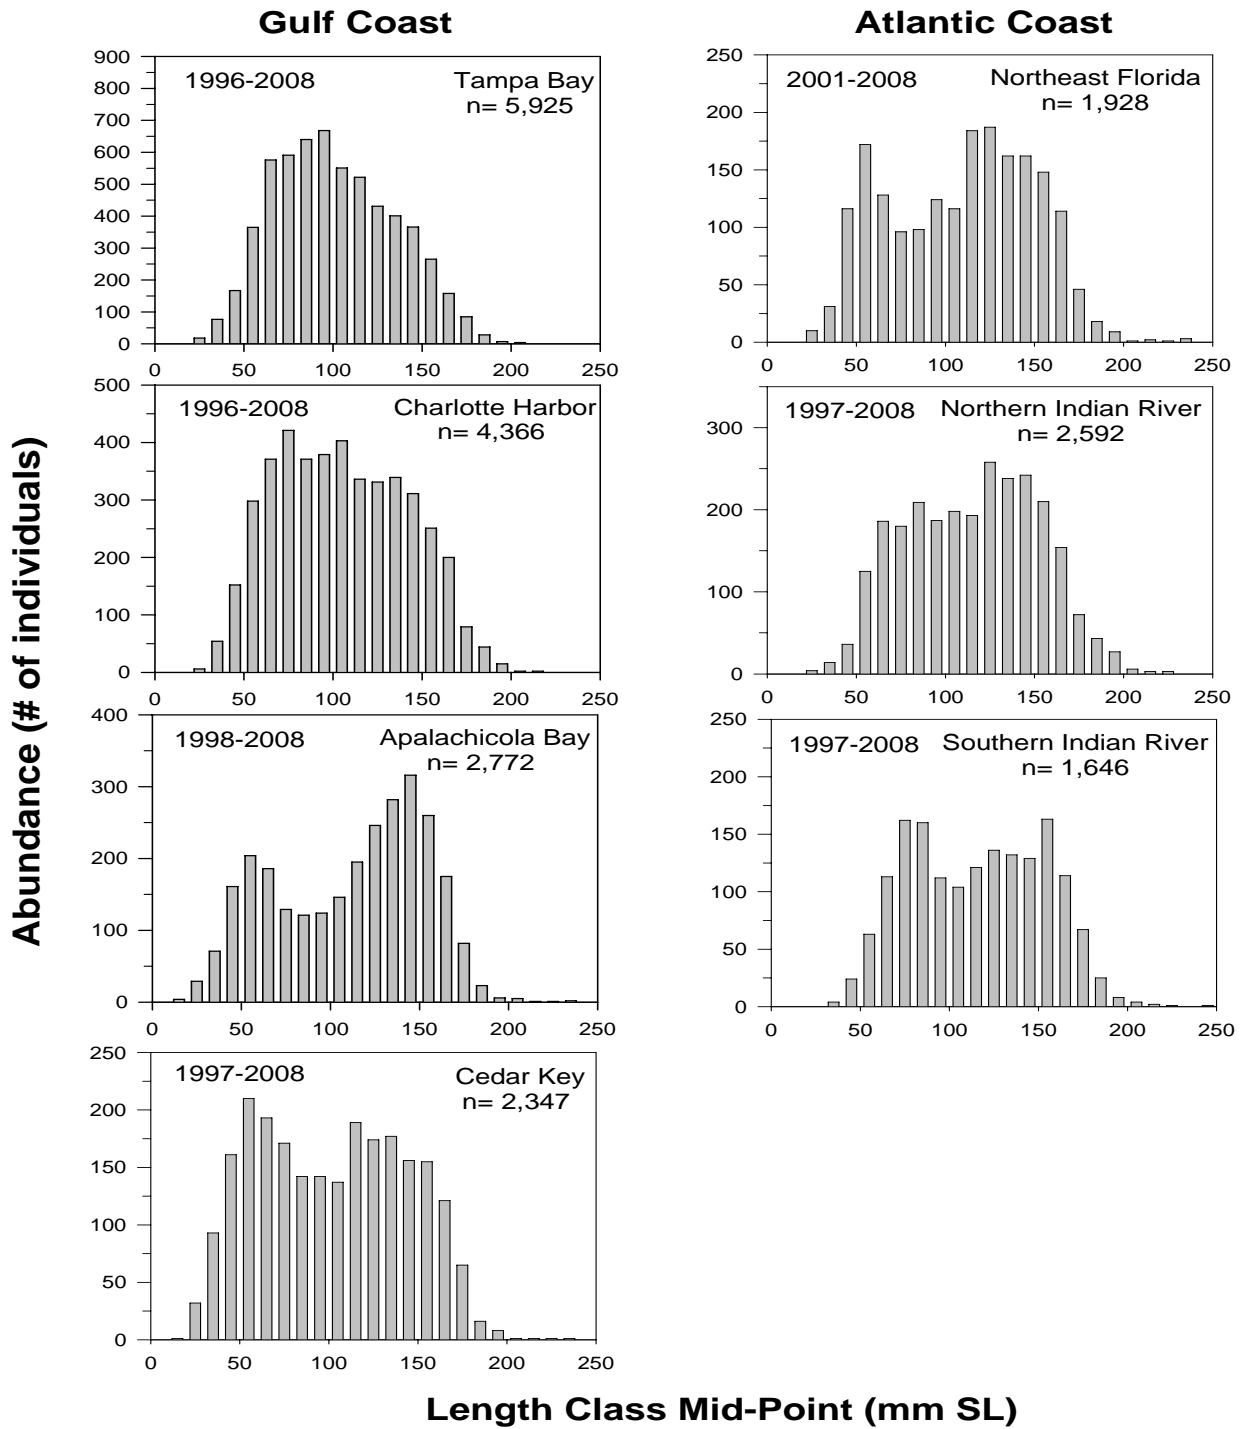 Gulf Coast
Atlantic Coast
Abundance (# of individuals)
1996-2008
Tampa Bay
n= 5,925
900
800
700
600
500
400
300
200
100
0
0 50 100 150 200 250
2001-2008
Northeast Florida
n= 1,928
250
200
150
100
50
0
0 50 100 150 200 250
1996-2008
Charlotte Harbor
n= 4,366
500
400
300
200
100
0
0 50 100 150 200 250
1997-2008
Northern Indian River
n= 2,592
300
200
100
0
0 50 100 150 200 250
1998-2008
Apalachicola Bay
n= 2,772
400
300
200
100
0
0 50 100 150 200 250
1997-2008
Southern Indian River
n= 1,646
250
200
150
100
50
0
0 50 100 150 200 250
1997-2008
Cedar Key
n= 2,347
250
200
150
100
50
0
0 50 100 150 200 250
Length Class Mid-Point (mm SL)